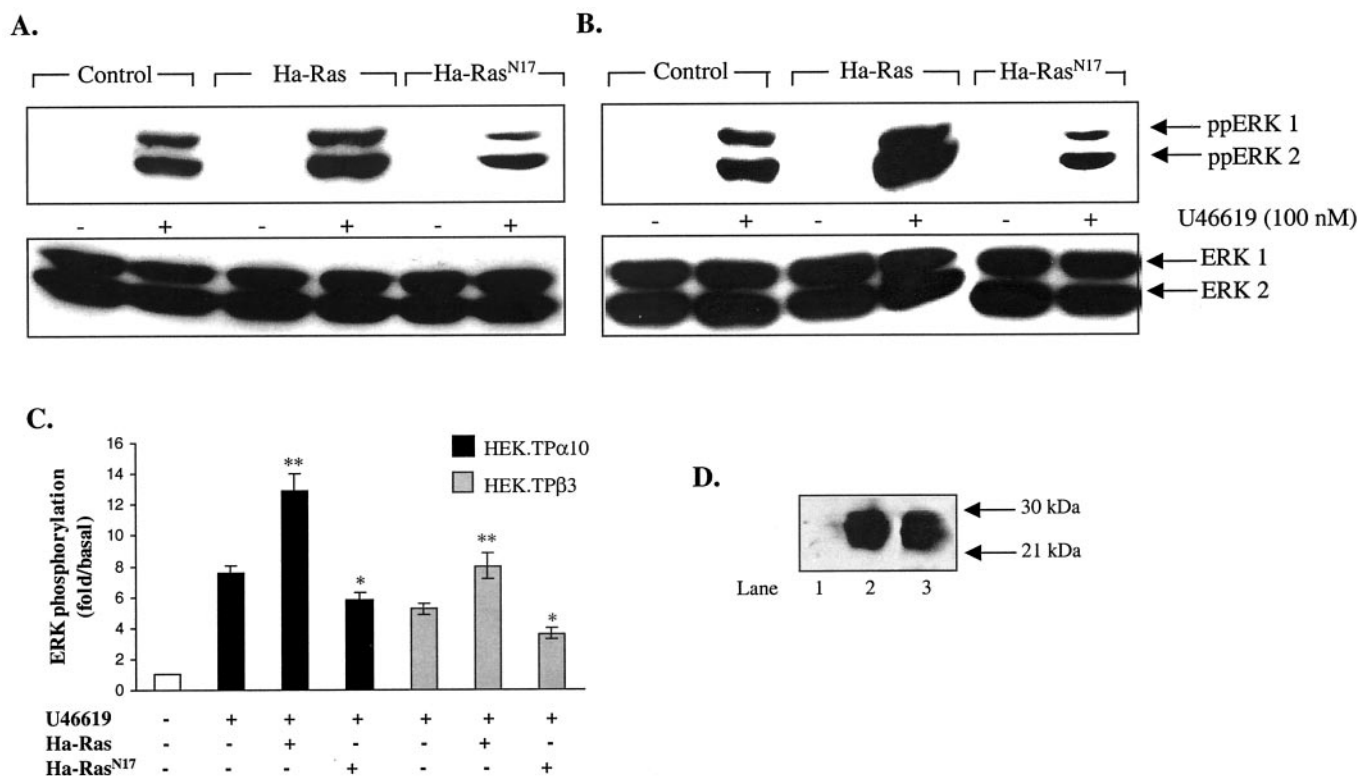 A.
Control Ha-Ras Ha-Ras^N17
- + - + - +
B.
Control Ha-Ras Ha-Ras^N17
ppERK 1
ppERK 2
- + - + - + U46619 (100 nM)
ERK 1
ERK 2
C.
ERK phosphorylation
(fold/basal)
16
14
12
10
8
6
4
2
0
** * ** *
HEK.TPα10
HEK.TPβ3
U46619 - + + + + + +
Ha-Ras - - + - - + -
Ha-Ras^N17 - - - + - - +
D.
30 kDa
21 kDa
Lane 1 2 3